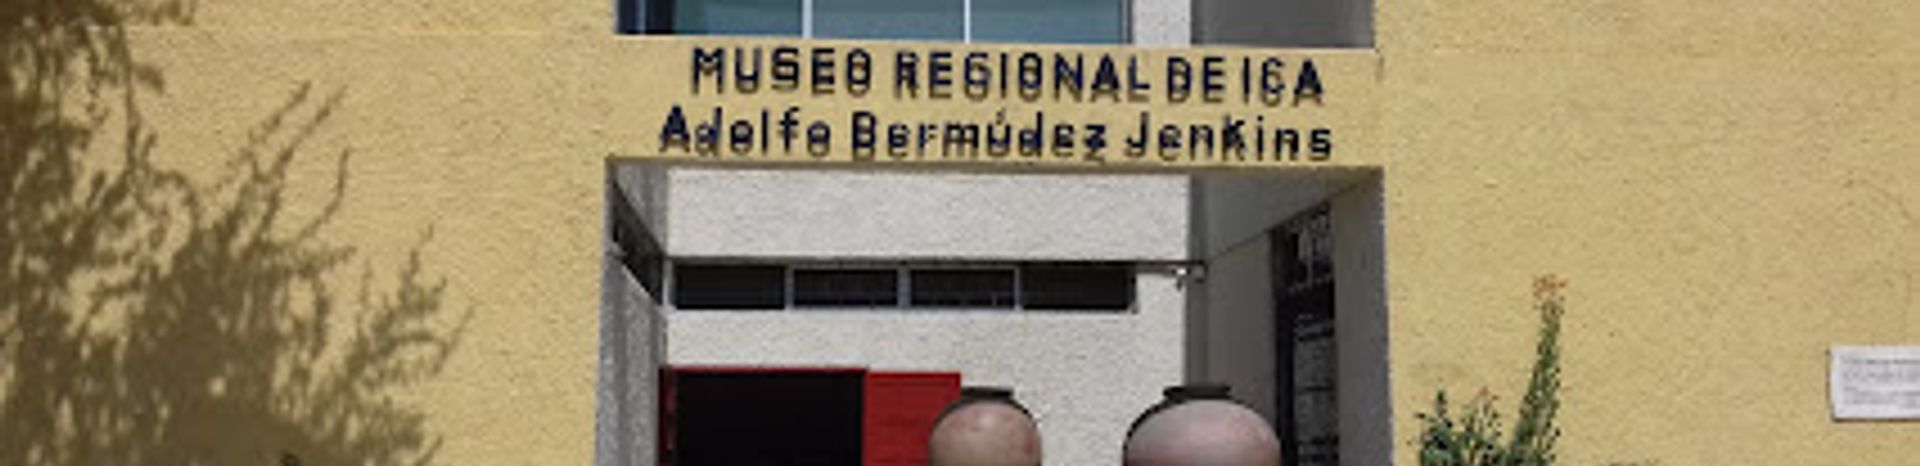 MUSEO REGIONAL DE ICA
Adolfo Bermúdez Jenkins